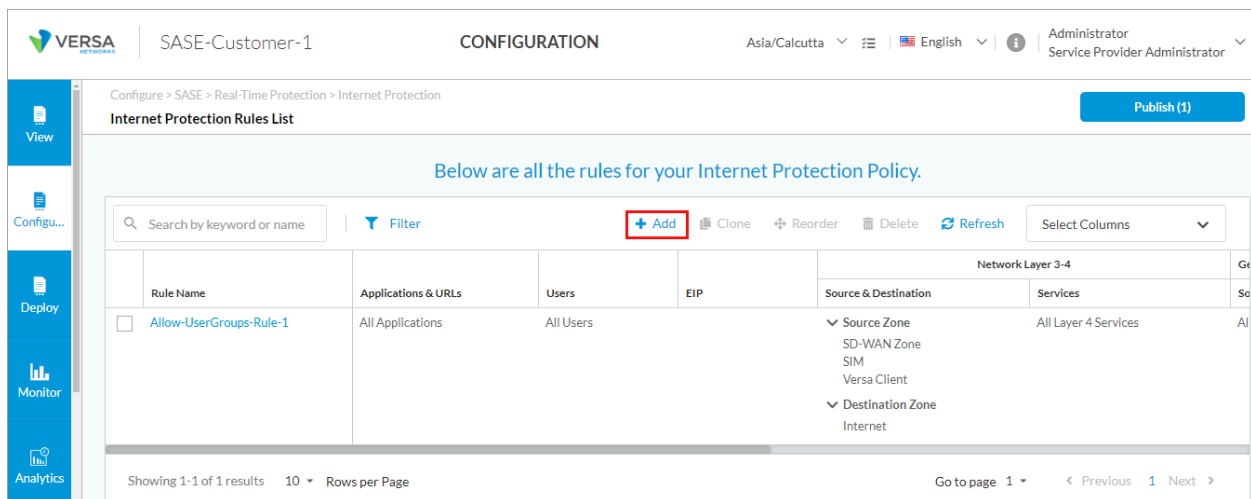 VERSA
NETWORKS
SASE-Customer-1
CONFIGURATION
Asia/Calcutta
English
Administrator
Service Provider Administrator
View
Configu...
Deploy
Monitor
Analytics
Configure > SASE > Real-Time Protection > Internet Protection
Internet Protection Rules List
Publish (1)
Below are all the rules for your Internet Protection Policy.
Search by keyword or name
Filter
+ Add
Clone
Reorder
Delete
Refresh
Select Columns
Network Layer 3-4
Ge
Rule Name
Applications & URLs
Users
EIP
Source & Destination
Services
So
Allow-UserGroups-Rule-1
All Applications
All Users
Source Zone
SD-WAN Zone
SIM
Versa Client
Destination Zone
Internet
All Layer 4 Services
Al
Showing 1-1 of 1 results
10
Rows per Page
Go to page 1
< Previous 1 Next >